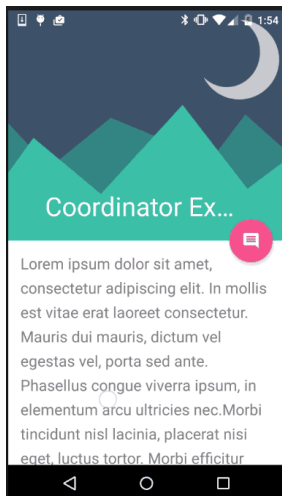 1:54
Coordinator Ex...
Lorem ipsum dolor sit amet,
consectetur adipiscing elit. In mollis
est vitae erat laoreet consectetur.
Mauris dui mauris, dictum vel
egestas vel, porta sed ante.
Phasellus congue viverra ipsum, in
elementum arcu ultricies nec.Morbi
tincidunt nisl lacinia, placerat nisi
eget, luctus tortor. Morbi efficitur